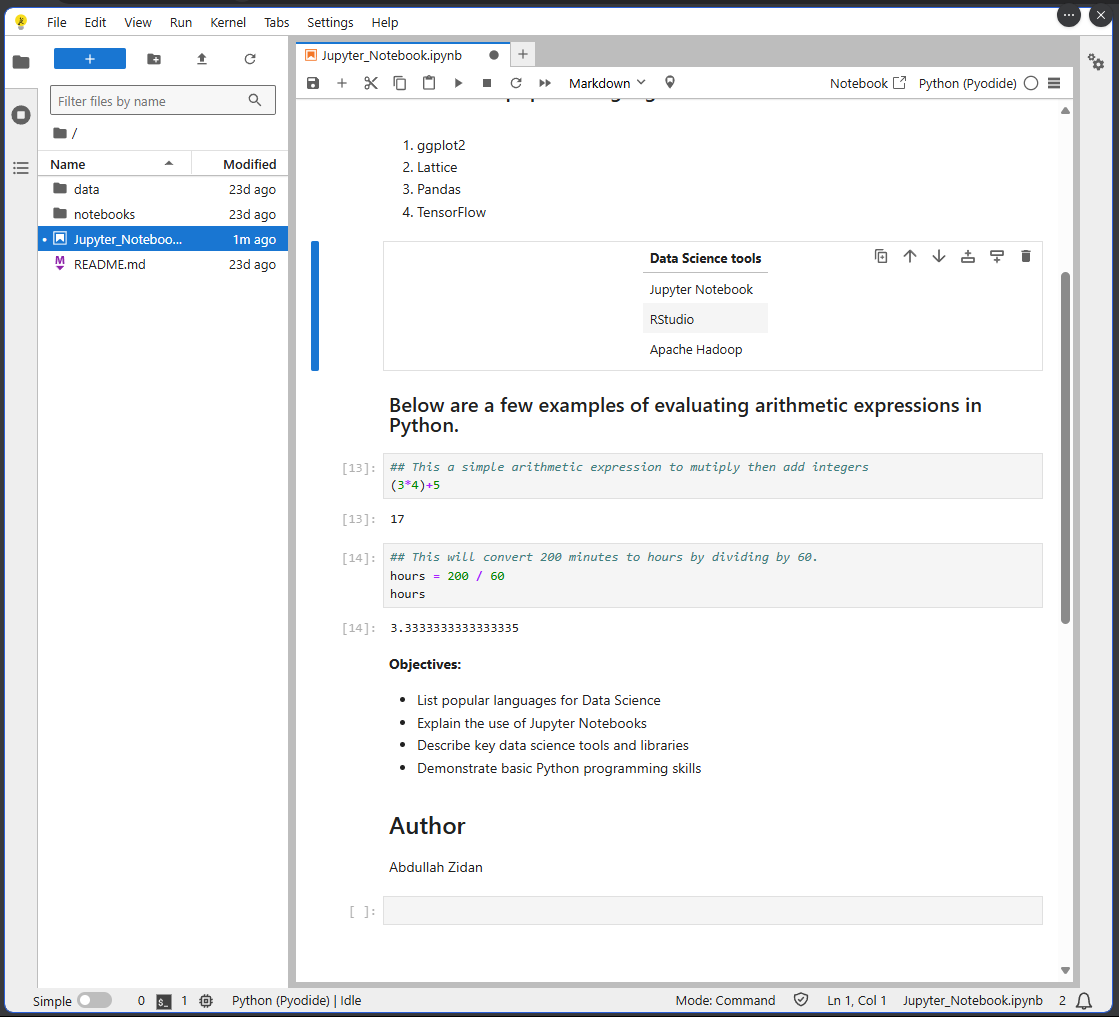 File Edit View Run Kernel Tabs Settings Help
Jupyter_Notebook.ipynb
Markdown
Notebook
Python (Pyodide)
Filter files by name
/
Name Modified
data 23d ago
notebooks 23d ago
Jupyter_Noteboo... 1m ago
README.md 23d ago
1. ggplot2
2. Lattice
3. Pandas
4. TensorFlow
Data Science tools
Jupyter Notebook
RStudio
Apache Hadoop
Below are a few examples of evaluating arithmetic expressions in
Python.
[13]: ## This a simple arithmetic expression to mutiply then add integers
(3*4)+5
[13]: 17
[14]: ## This will convert 200 minutes to hours by dividing by 60.
hours = 200 / 60
hours
[14]: 3.3333333333333335
Objectives:
• List popular languages for Data Science
• Explain the use of Jupyter Notebooks
• Describe key data science tools and libraries
• Demonstrate basic Python programming skills
Author
Abdullah Zidan
[ ]:
Simple 0 1 Python (Pyodide) | Idle Mode: Command Ln 1, Col 1 Jupyter_Notebook.ipynb 2